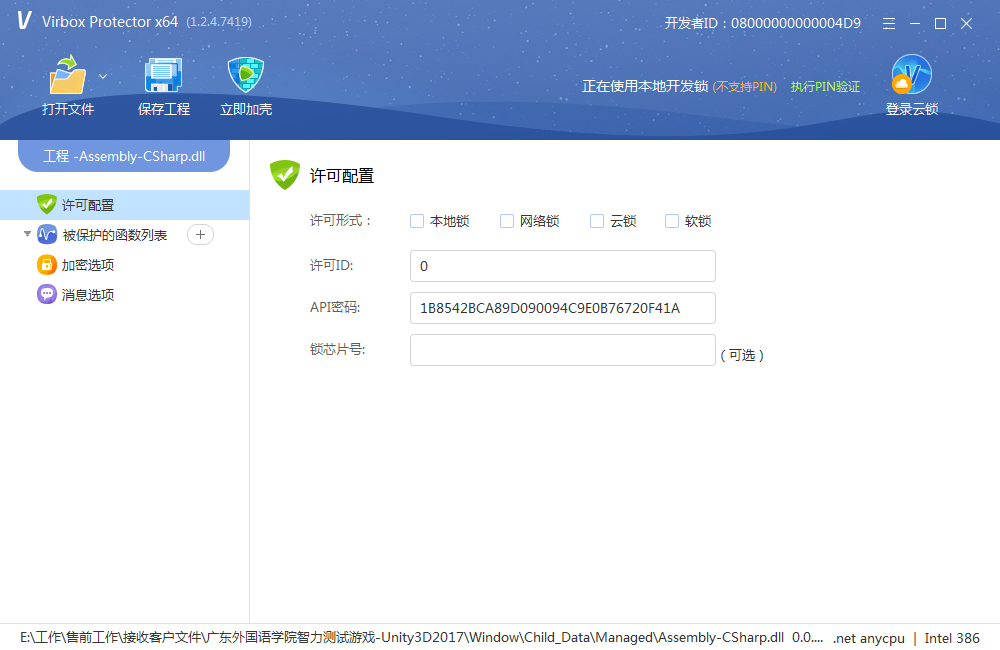 V Virbox Protector x64 (1.2.4.7419) 开发者ID：08000000000004D9
正在使用本地开发锁 (不支持PIN) 执行PIN验证
打开文件 保存工程 立即加壳 登录云锁
工程 -Assembly-CSharp.dll
许可配置
被保护的函数列表
加密选项
消息选项
许可配置
许可形式： 本地锁 网络锁 云锁 软锁
许可ID: 0
API密码: 1B8542BCA89D090094C9E0B76720F41A
锁芯片号: (可选)
E:\工作\售前工作\接收客户文件\广东外国语学院智力测试游戏-Unity3D2017\Window\Child_Data\Managed\Assembly-CSharp.dll 0.0.... .net anycpu | Intel 386